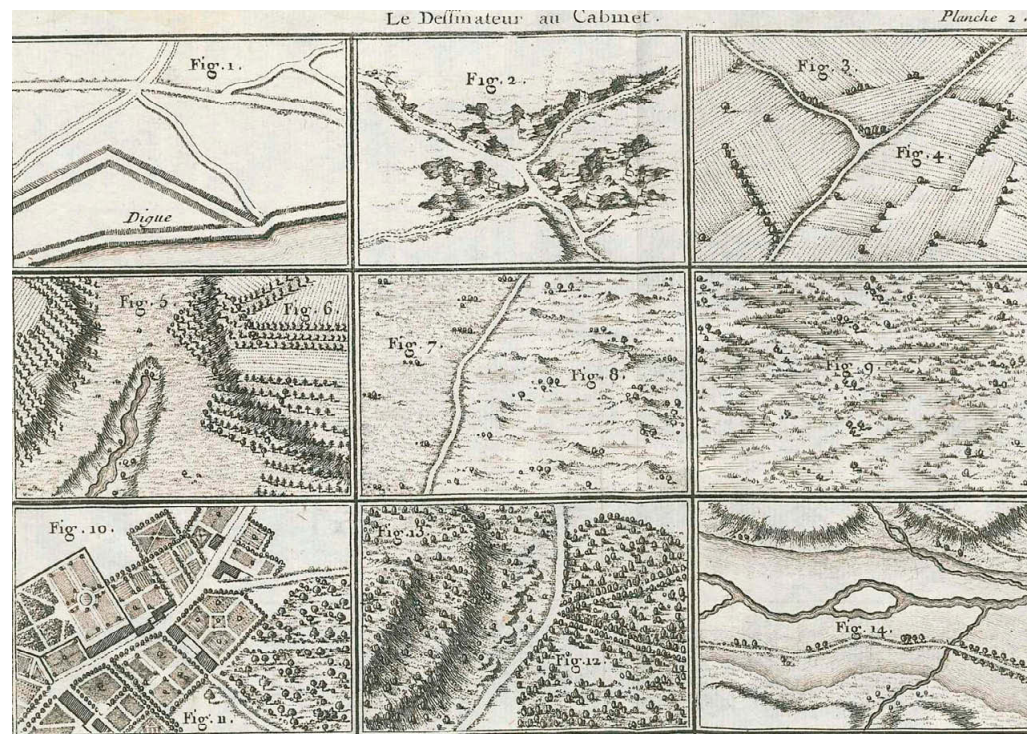 Le Dessinateur au Cabinet.
Planche 2.
Fig. 1.
Digue
Fig. 2.
Fig. 3.
Fig. 4.
Fig. 5.
Fig. 6.
Fig. 7.
Fig. 8.
Fig. 9.
Fig. 10.
Fig. 11.
Fig. 13.
Fig. 12.
Fig. 14.